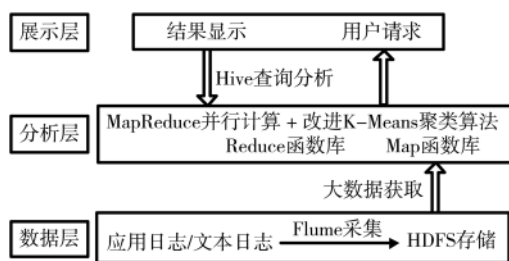 展示层
结果显示 用户请求
Hive查询分析
分析层
MapReduce并行计算 + 改进K-Means聚类算法
Reduce函数库 Map函数库
大数据获取
数据层
应用日志/文本日志 Flume采集 HDFS存储